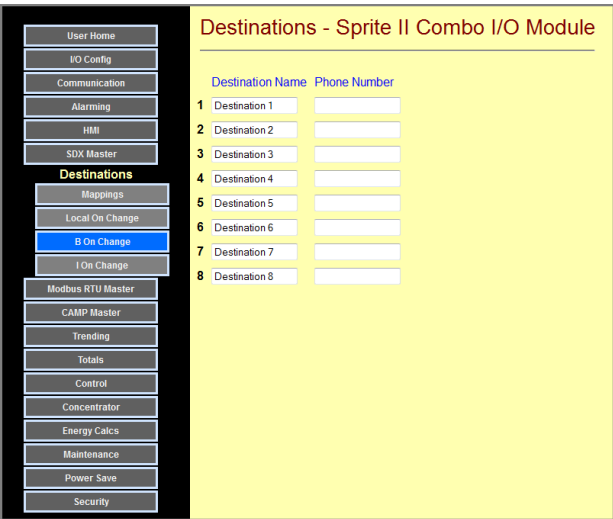 User Home
I/O Config
Communication
Alarming
HMI
SDX Master
Destinations
Mappings
Local On Change
B On Change
I On Change
Modbus RTU Master
CAMP Master
Trending
Totals
Control
Concentrator
Energy Calcs
Maintenance
Power Save
Security
Destinations - Sprite II Combo I/O Module
Destination Name Phone Number
1 Destination 1
2 Destination 2
3 Destination 3
4 Destination 4
5 Destination 5
6 Destination 6
7 Destination 7
8 Destination 8